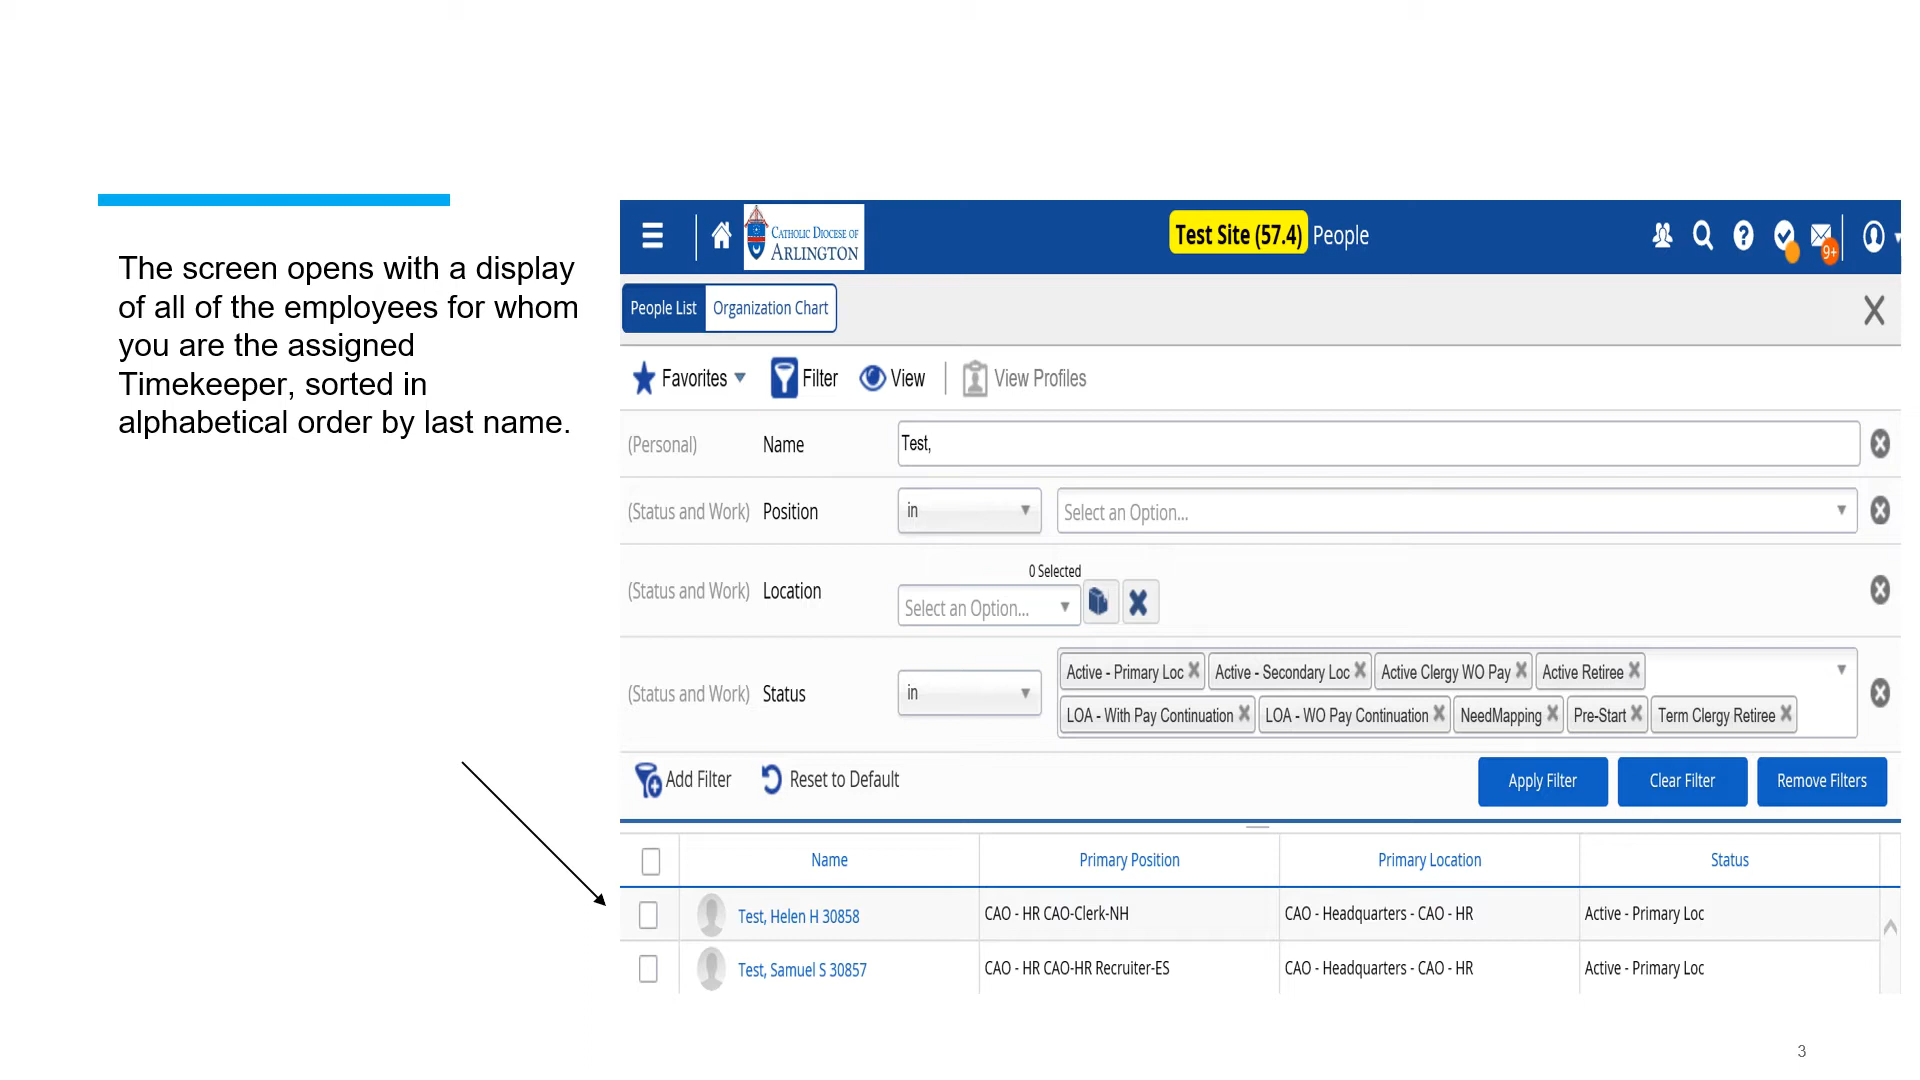 The screen opens with a display
of all of the employees for whom
you are the assigned
Timekeeper, sorted in
alphabetical order by last name.
CATHOLIC DIOCESE OF
ARLINGTON
Test Site (57.4) People
9+
People List Organization Chart
Favorites Filter View View Profiles
(Personal) Name Test,
(Status and Work) Position in Select an Option...
0 Selected
(Status and Work) Location Select an Option...
Active - Primary Loc Active - Secondary Loc Active Clergy WO Pay Active Retiree
(Status and Work) Status in
LOA - With Pay Continuation LOA - WO Pay Continuation NeedMapping Pre-Start Term Clergy Retiree
Add Filter Reset to Default Apply Filter Clear Filter Remove Filters
Name Primary Position Primary Location Status
Test, Helen H 30858 CAO - HR CAO-Clerk-NH CAO - Headquarters - CAO - HR Active - Primary Loc
Test, Samuel S 30857 CAO - HR CAO-HR Recruiter-ES CAO - Headquarters - CAO - HR Active - Primary Loc
3